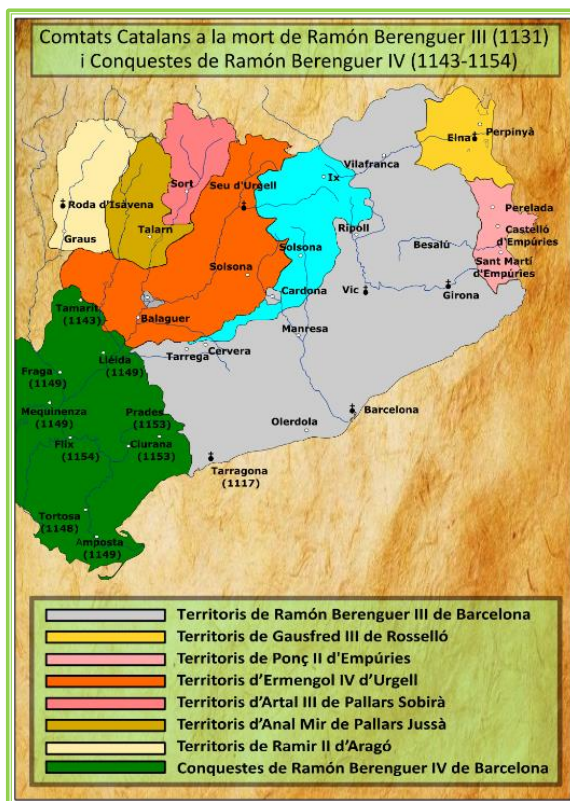 Comtats Catalans a la mort de Ramón Berenguer III (1131)
i Conquestes de Ramón Berenguer IV (1143-1154)
Elna
Perpinyà
Vilafranca
Ix
Sort
Seu d'Urgell
Roda d'Isàvena
Perelada
Graus
Talarn
Ripoll
Castelló
d'Empúries
Besalú
Solsona
Sant Martí
d'Empúries
Solsona
Vic
Girona
Cardona
Tamarit
(1143)
Balaguer
Manresa
Lléida
(1149)
Tarrega
Cervera
Fraga
(1149)
Mequinenza
(1149)
Prades
(1153)
Barcelona
Olerdola
Flix
(1154)
Ciurana
(1153)
Tarragona
(1117)
Tortosa
(1148)
Amposta
(1149)
Territoris de Ramón Berenguer III de Barcelona
Territoris de Gausfred III de Rosselló
Territoris de Ponç II d'Empúries
Territoris d'Ermengol IV d'Urgell
Territoris d'Artal III de Pallars Sobirà
Territoris d'Anal Mir de Pallars Jussà
Territoris de Ramir II d'Aragó
Conquestes de Ramón Berenguer IV de Barcelona